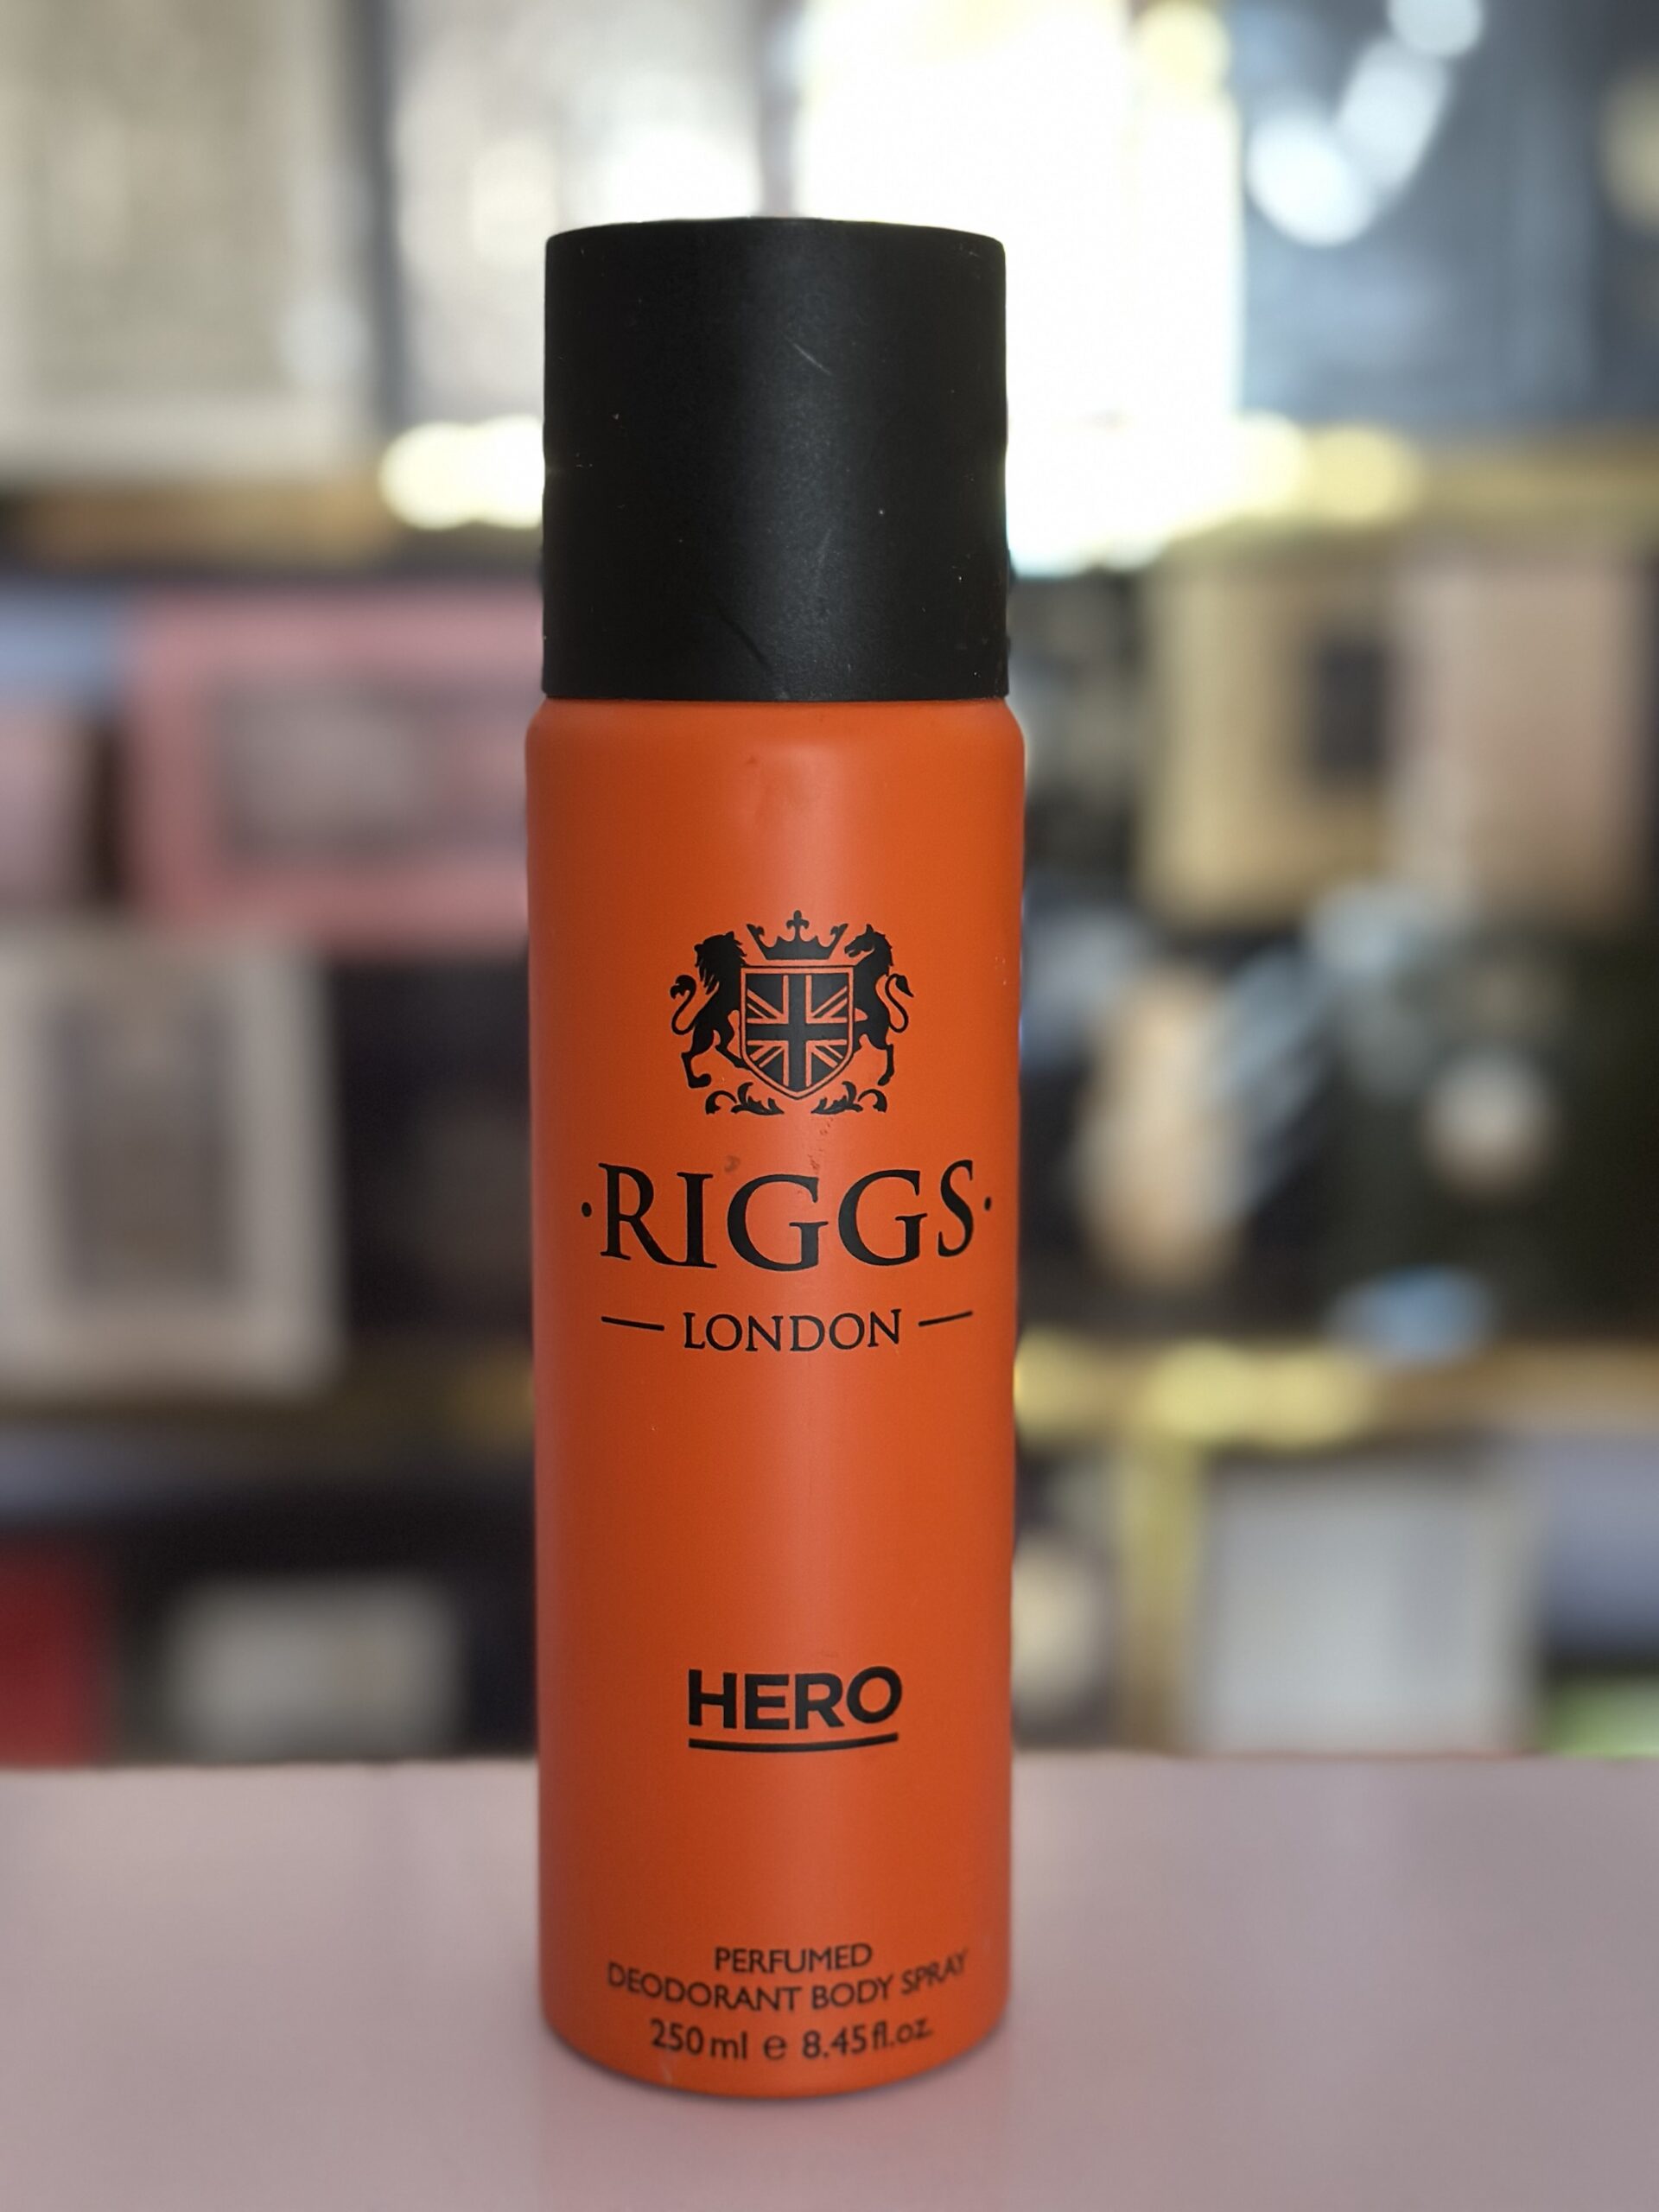 ·RIGGS·
— LONDON —
HERO
PERFUMED
DEODORANT BODY SPRAY
250ml e 8.45fl.oz.